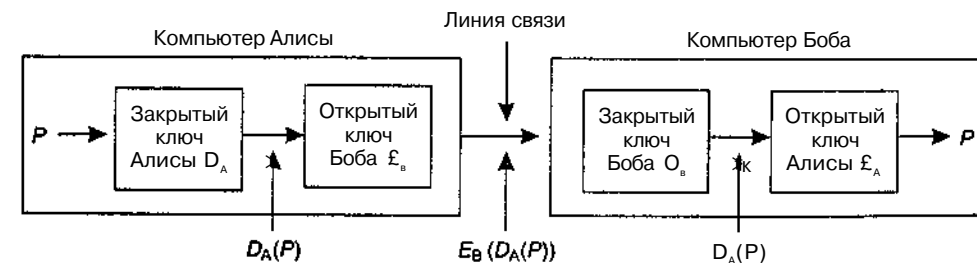 Линия связи
Компьютер Алисы
Компьютер Боба
P
Закрытый
ключ
Алисы D_A
Открытый
ключ
Боба £_в
Закрытый
ключ
Боба O_в
K
Открытый
ключ
Алисы £_A
P
D_A(P)
E_B (D_A(P))
D_A(P)